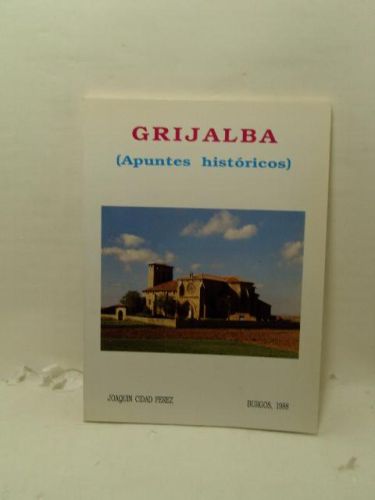 GRIJALBA
(Apuntes históricos)
JOAQUIN CIDAD PEREZ
BURGOS, 1988